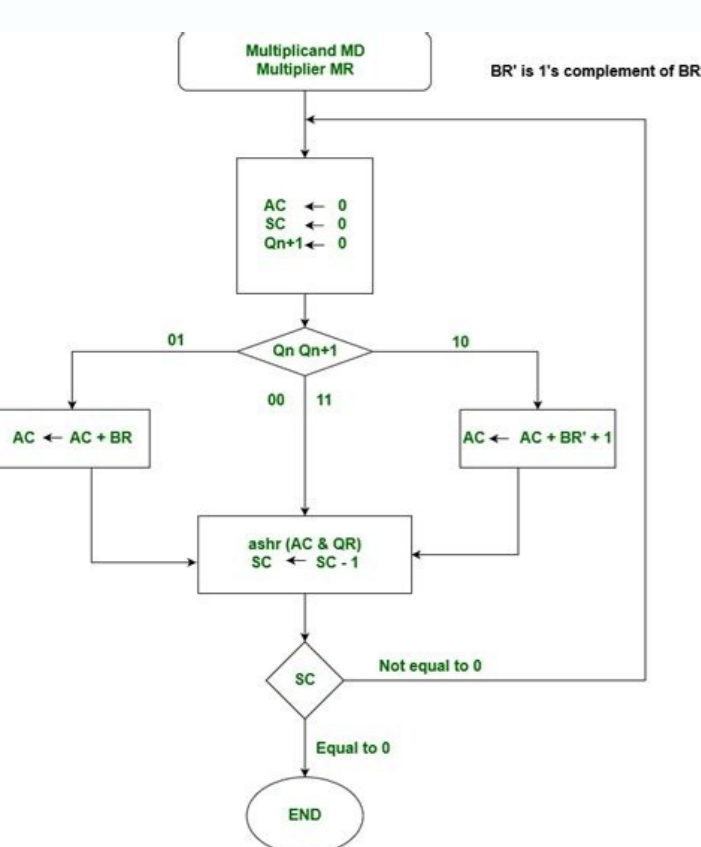 Multiplicand MD
Multiplier MR
BR' is 1's complement of BR
AC ← 0
SC ← 0
Qn+1 ← 0
Qn Qn+1
01
10
00
11
AC ← AC + BR
AC ← AC + BR' + 1
ashr (AC & QR)
SC ← SC - 1
SC
Not equal to 0
Equal to 0
END